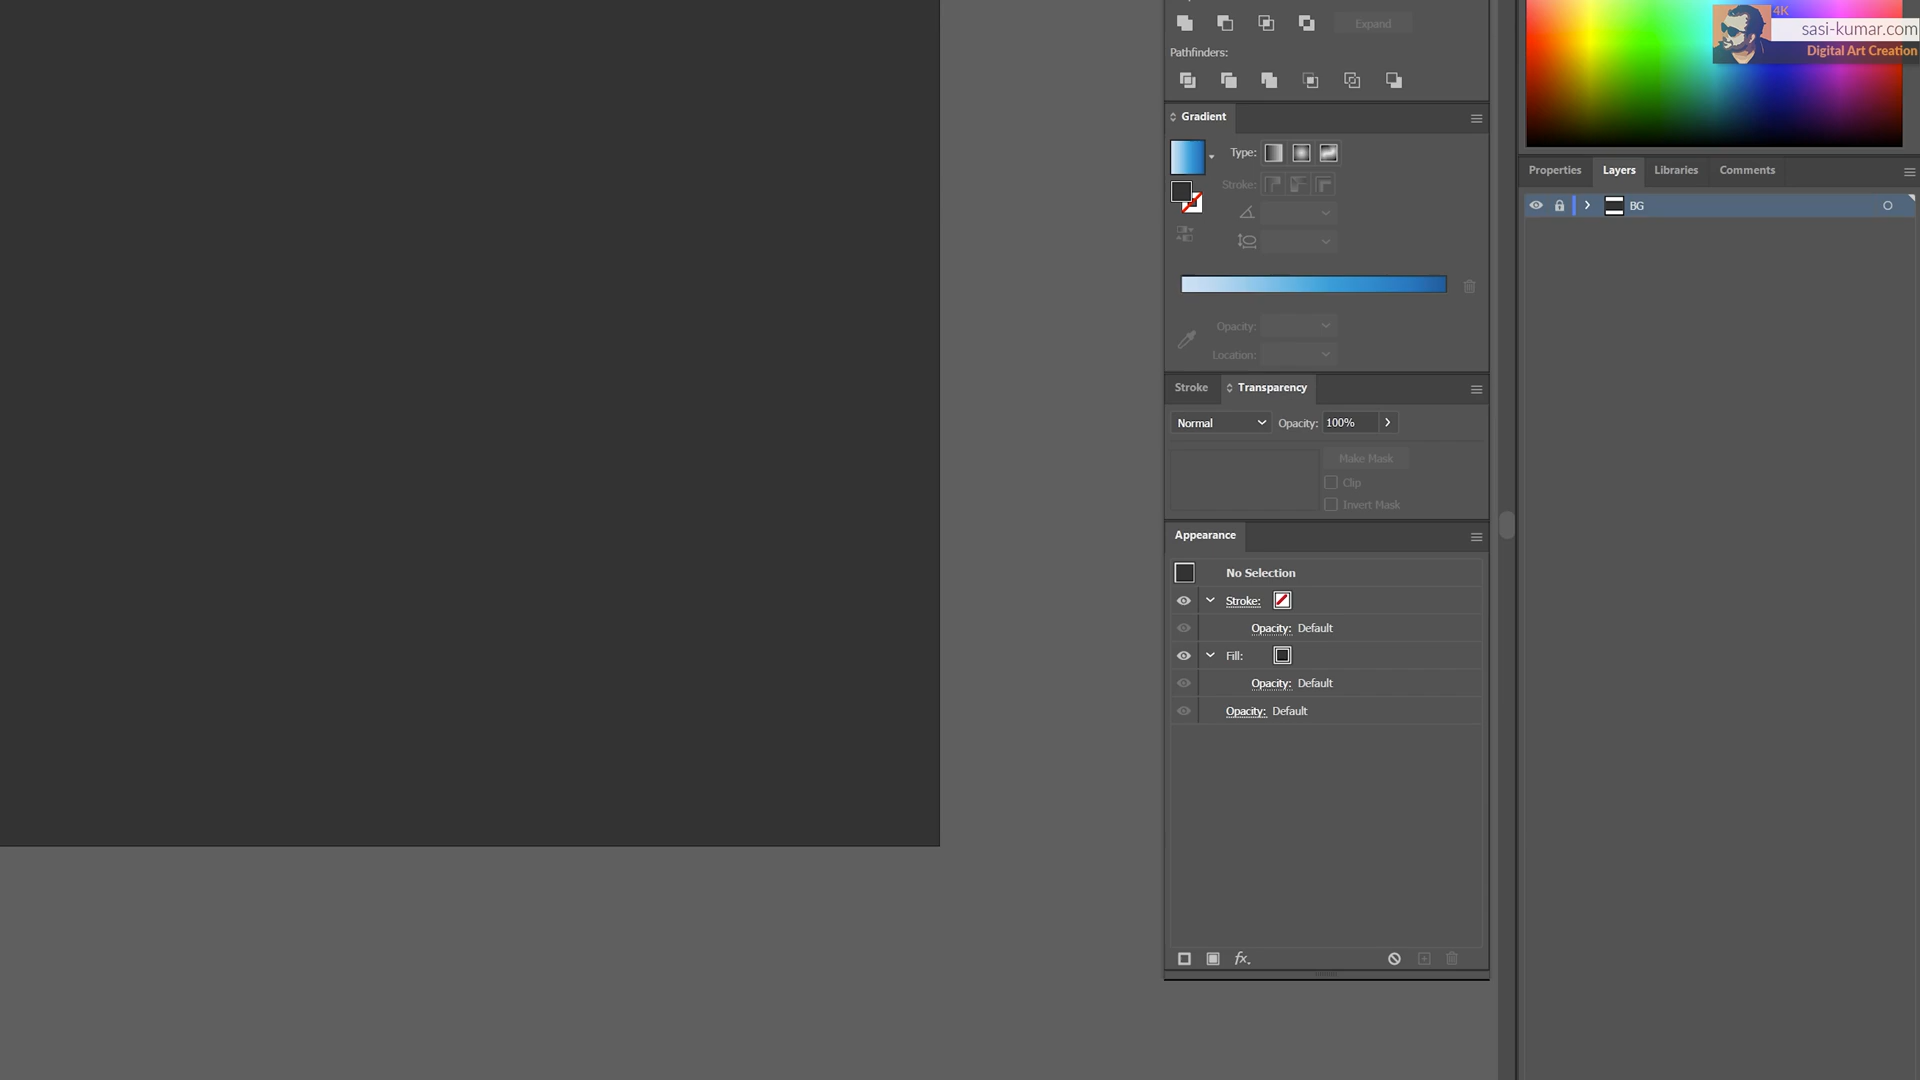 4K
sasi-kumar.com
Digital Art Creation
Expand
Pathfinders:
Gradient
Type:
Stroke:
Opacity:
Location:
Stroke
Transparency
Normal
Opacity: 100%
Make Mask
Clip
Invert Mask
Appearance
No Selection
Stroke:
Opacity: Default
Fill:
Opacity: Default
Opacity: Default
fx.
Properties
Layers
Libraries
Comments
BG